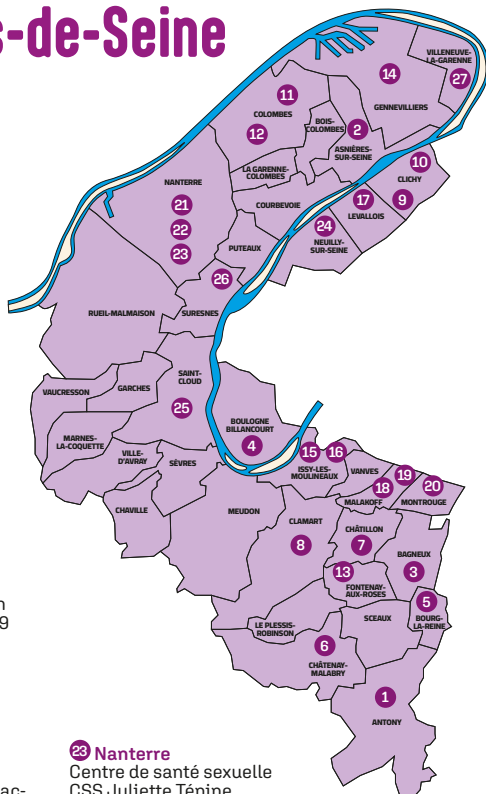 s-de-Seine
VILLENEUVE-
LA-GARENNE
27
14
GENNEVILLIERS
11
COLOMBES
12
BOIS-
COLOMBES
2
ASNIÈRES-
SUR-SEINE
10
CLICHY
9
LA GARENNE-
COLOMBES
NANTERRE
21
22
23
COURBEVOIE
17
LEVALLOIS
24
NEUILLY-
SUR-SEINE
PUTEAUX
26
SURESNES
RUEIL-MALMAISON
SAINT-
CLOUD
25
GARCHES
VAUCRESSON
MARNES-
LA-COQUETTE
VILLE-
D'AVRAY
SÈVRES
CHAVILLE
BOULOGNE
BILLANCOURT
4
15
16
ISSY-LES-
MOULINEAUX
VANVES
18
19
20
MALAKOFF
MONTROUGE
MEUDON
CLAMART
8
CHÂTILLON
7
BAGNEUX
3
13
FONTENAY-
AUX-ROSES
5
BOURG-
LA-REINE
SCEAUX
LE PLESSIS-
ROBINSON
6
CHÂTENAY-
MALABRY
1
ANTONY
n
9
ac-
23 Nanterre
Centre de santé sexuelle
CSS Juliette Ténine